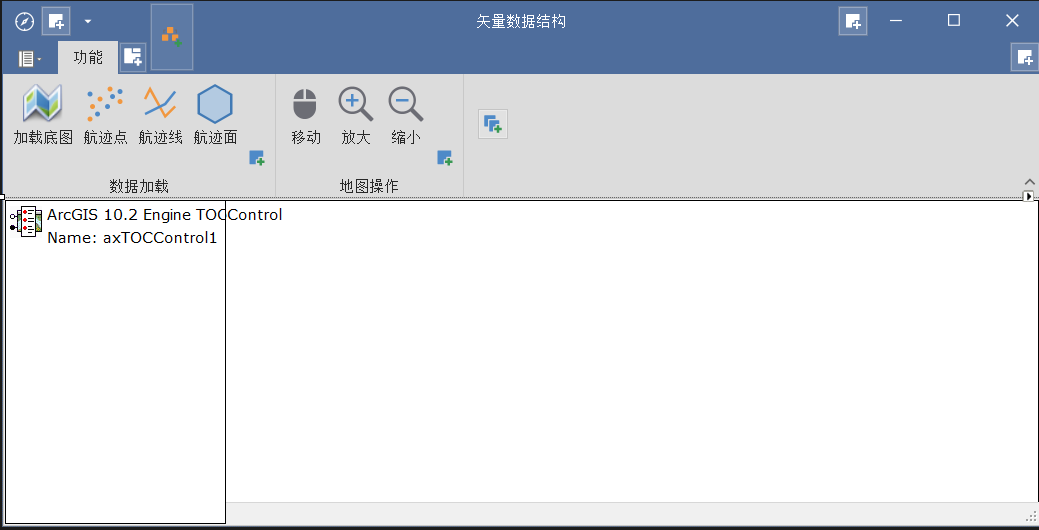 矢量数据结构
功能
加载底图 航迹点 航迹线 航迹面 移动 放大 缩小
数据加载 地图操作
ArcGIS 10.2 Engine TOCControl
Name: axTOCControl1